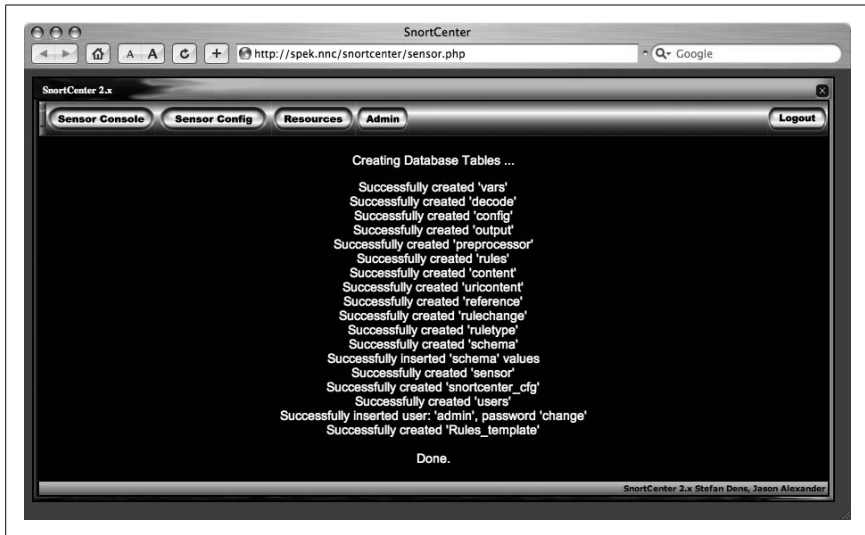 SnortCenter
A A
http://spek.nnc/snortcenter/sensor.php
Google
SnortCenter 2.x
Sensor Console Sensor Config Resources Admin Logout
Creating Database Tables ...
Successfully created 'vars'
Successfully created 'decode'
Successfully created 'config'
Successfully created 'output'
Successfully created 'preprocessor'
Successfully created 'rules'
Successfully created 'content'
Successfully created 'uricontent'
Successfully created 'reference'
Successfully created 'rulechange'
Successfully created 'ruletype'
Successfully created 'schema'
Successfully inserted 'schema' values
Successfully created 'sensor'
Successfully created 'snortcenter_cfg'
Successfully created 'users'
Successfully inserted user: 'admin', password 'change'
Successfully created 'Rules_template'
Done.
SnortCenter 2.x Stefan Dens, Jason Alexander